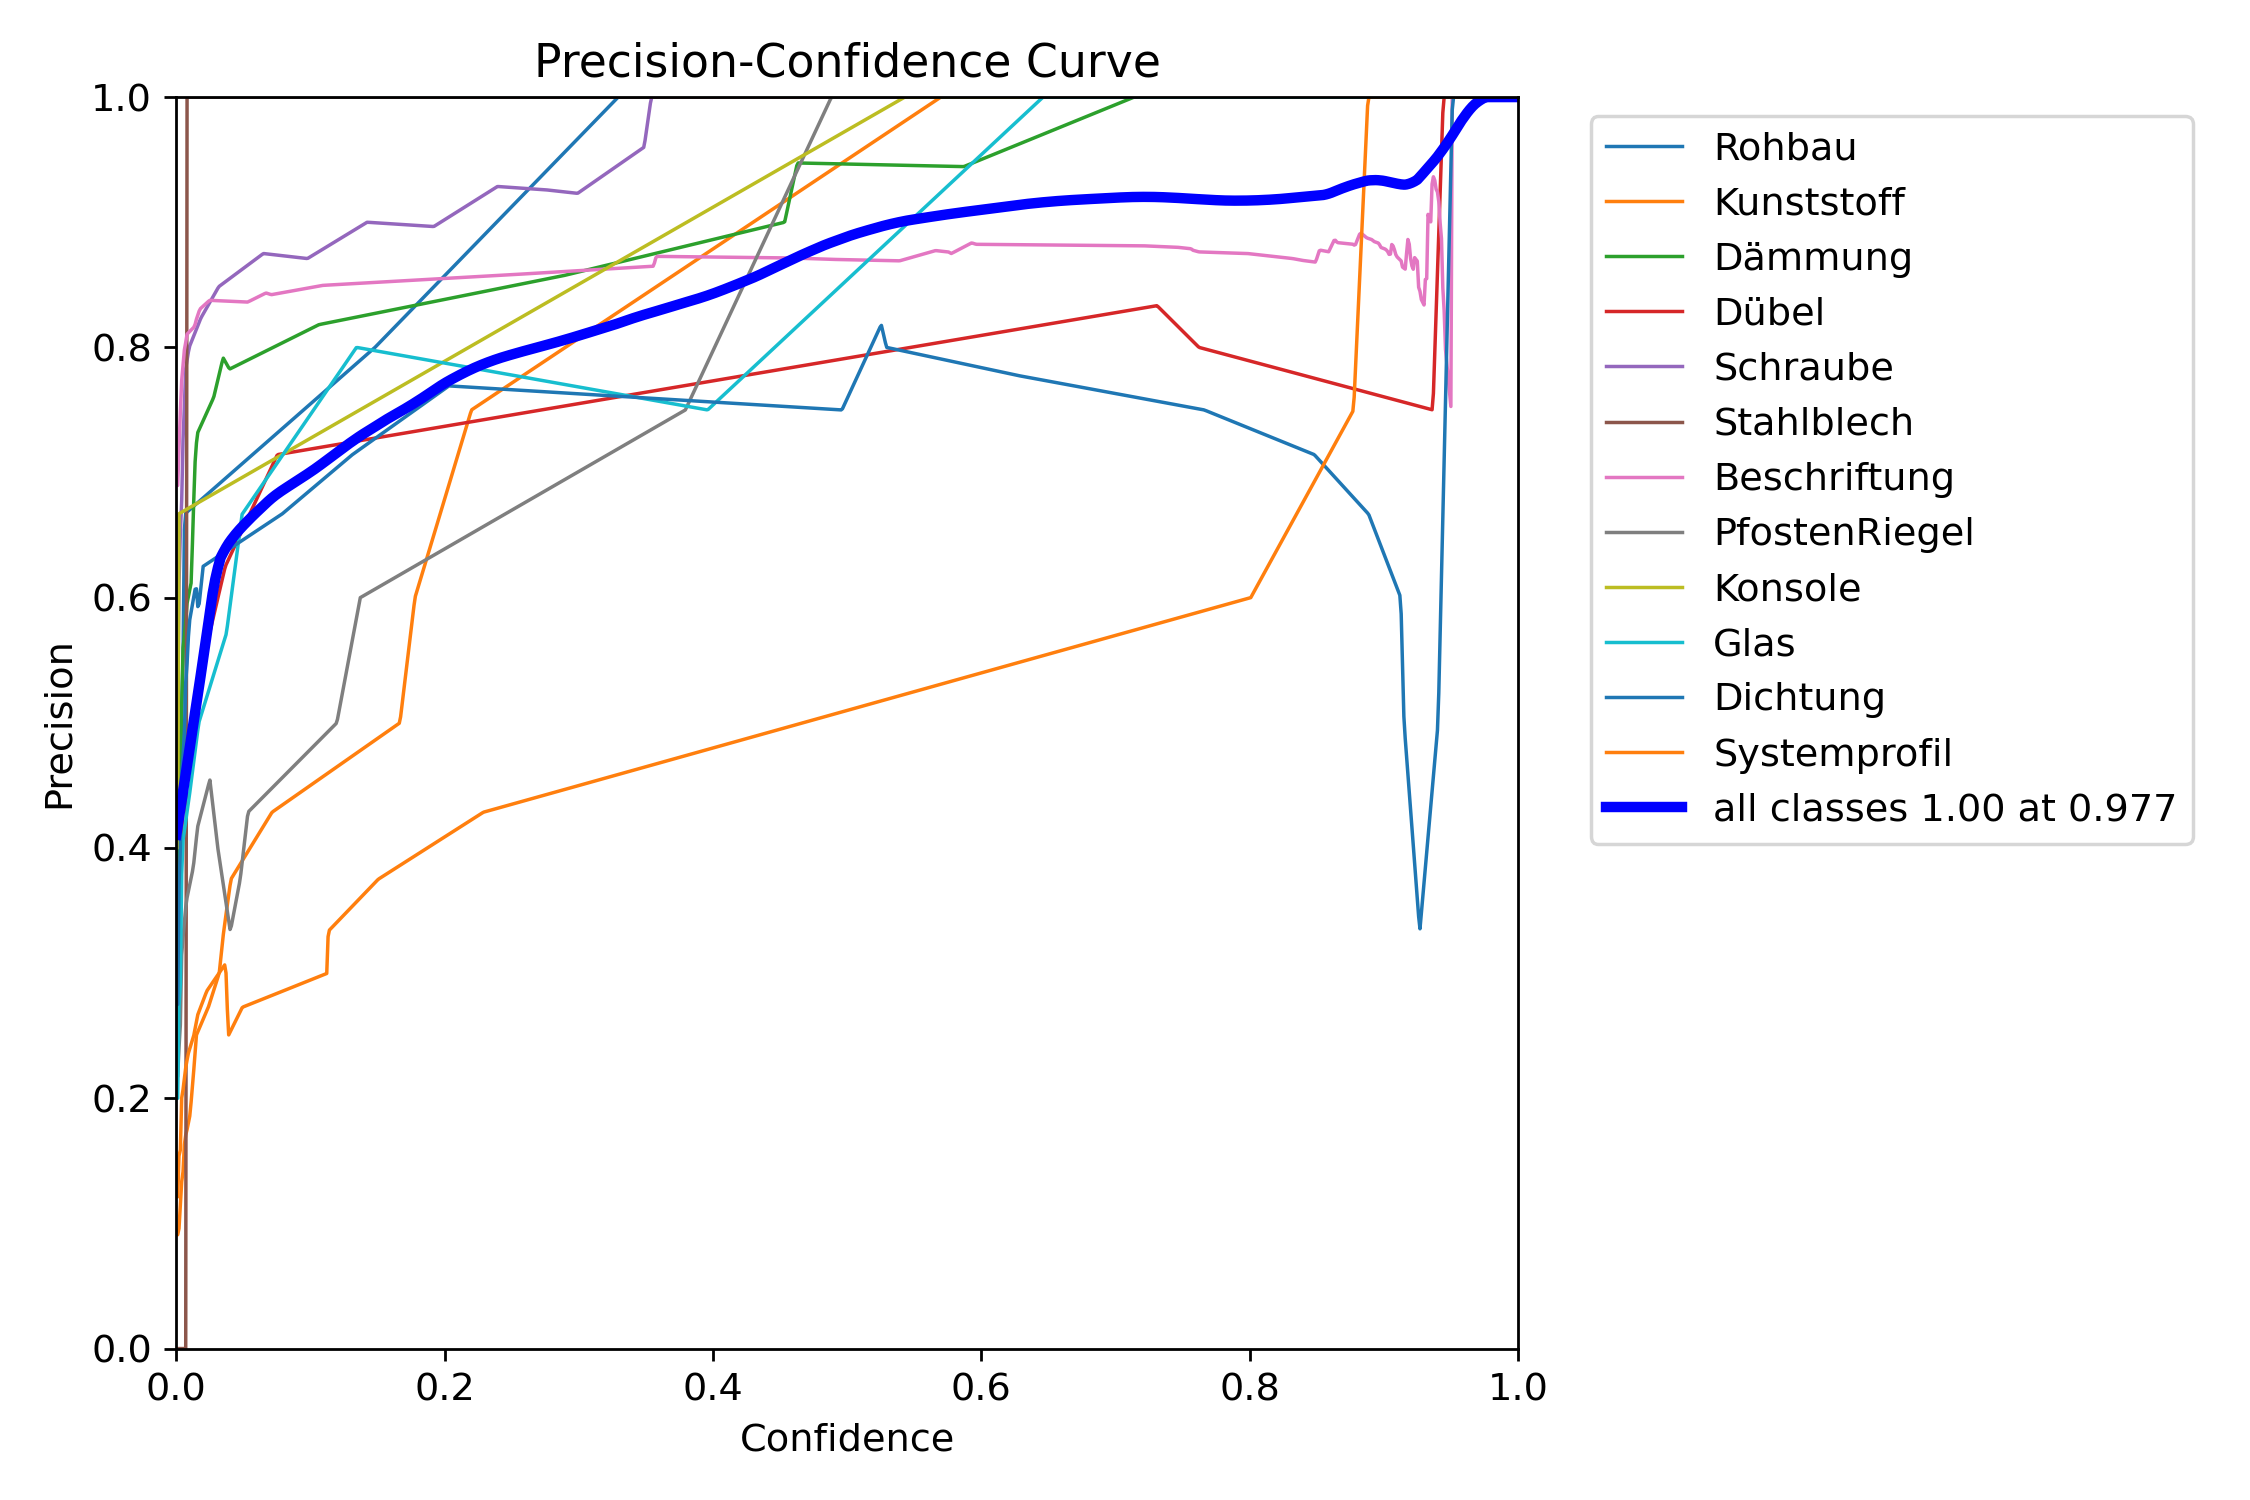 Precision-Confidence Curve
1.0
0.8
0.6
0.4
0.2
0.0
Precision
0.0 0.2 0.4 0.6 0.8 1.0
Confidence
Rohbau
Kunststoff
Dämmung
Dübel
Schraube
Stahlblech
Beschriftung
PfostenRiegel
Konsole
Glas
Dichtung
Systemprofil
all classes 1.00 at 0.977